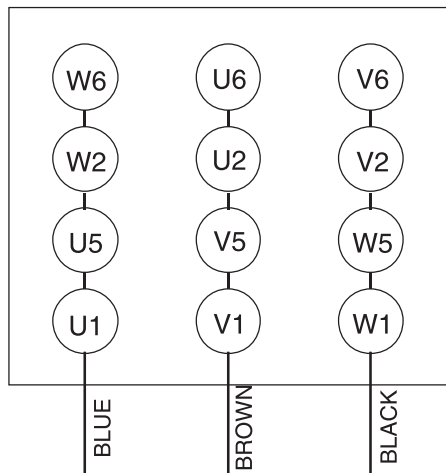 W6 U6 V6
W2 U2 V2
U5 V5 W5
U1 V1 W1
BLUE
BROWN
BLACK